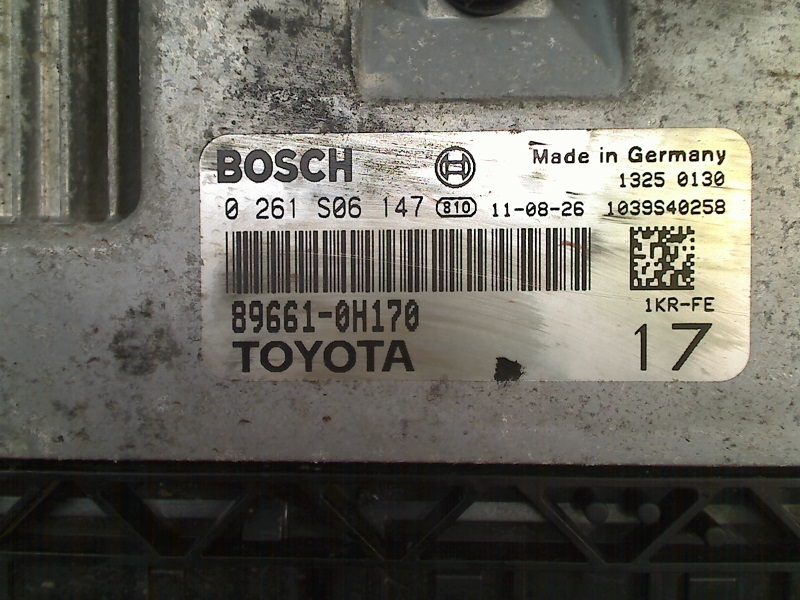 BOSCH
Made in Germany
1325 0130
0 261 S06 147 810 11-08-26 1039S40258
89661-0H170
1KR-FE
TOYOTA
17